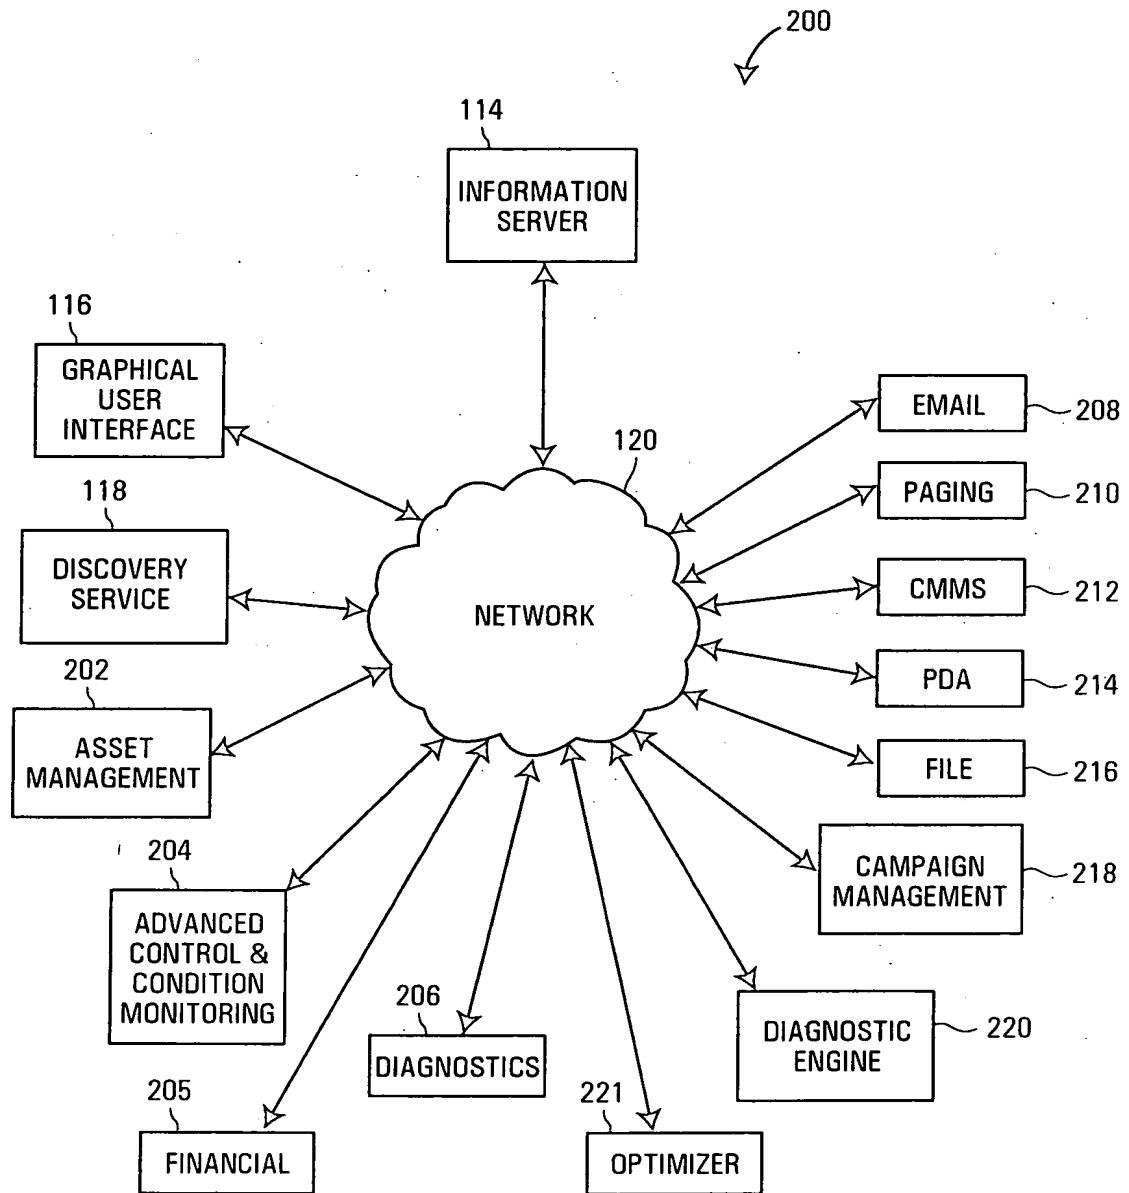 200
114
INFORMATION
SERVER
116
GRAPHICAL
USER
INTERFACE
118
DISCOVERY
SERVICE
202
ASSET
MANAGEMENT
204
ADVANCED
CONTROL &
CONDITION
MONITORING
205
FINANCIAL
206
DIAGNOSTICS
221
OPTIMIZER
120
NETWORK
EMAIL
208
PAGING
210
CMMS
212
PDA
214
FILE
216
CAMPAIGN
MANAGEMENT
218
DIAGNOSTIC
ENGINE
220